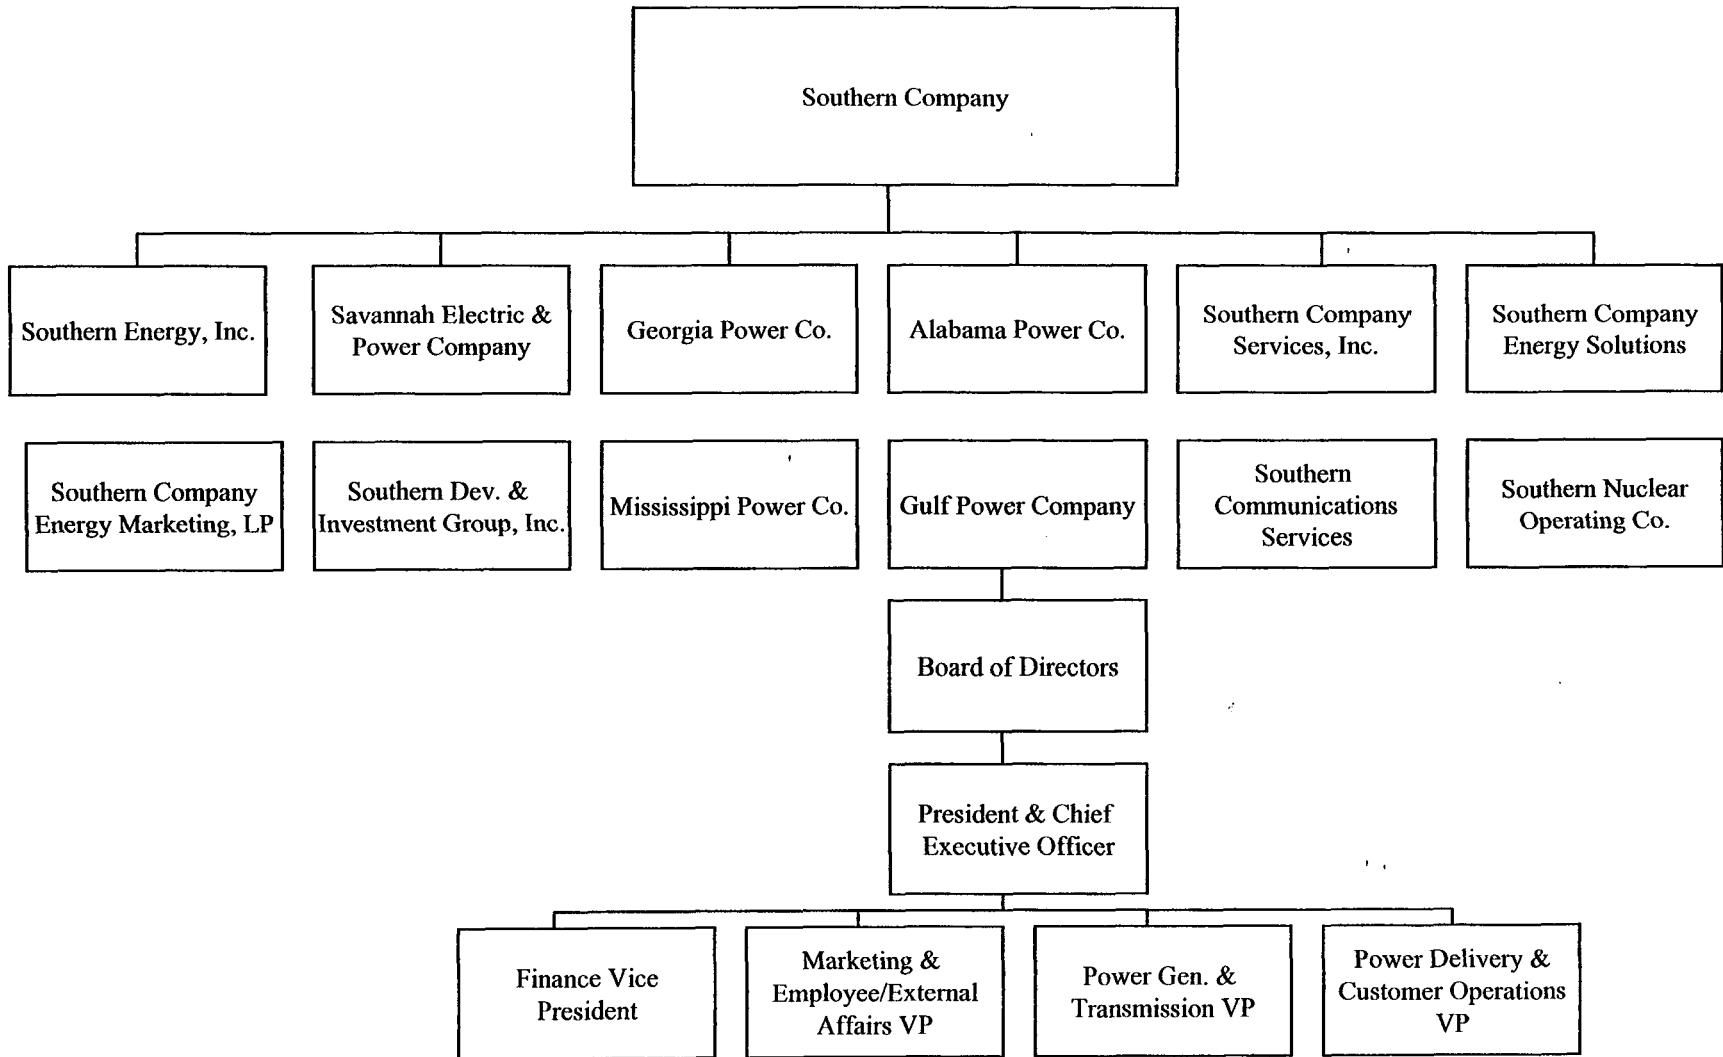 Southern Company
Southern Energy, Inc.
Savannah Electric &
Power Company
Georgia Power Co.
Alabama Power Co.
Southern Company
Services, Inc.
Southern Company
Energy Solutions
Southern Company
Energy Marketing, LP
Southern Dev. &
Investment Group, Inc.
Mississippi Power Co.
Gulf Power Company
Southern
Communications
Services
Southern Nuclear
Operating Co.
Board of Directors
President & Chief
Executive Officer
Finance Vice
President
Marketing &
Employee/External
Affairs VP
Power Gen. &
Transmission VP
Power Delivery &
Customer Operations
VP